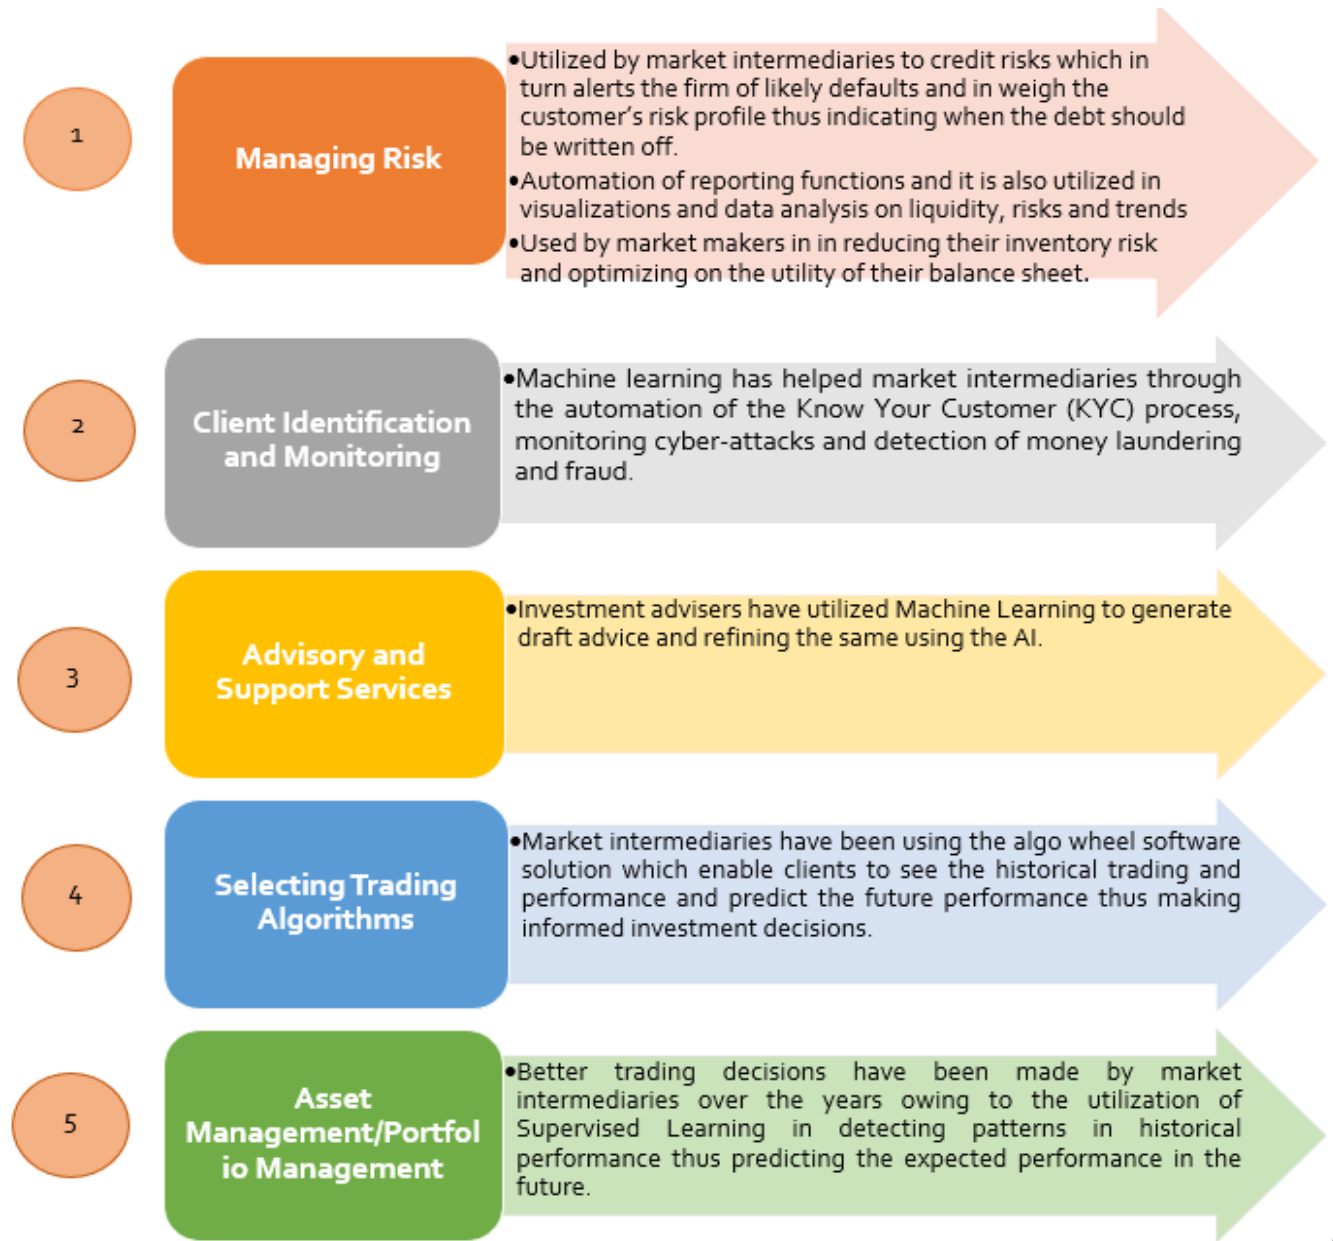 1
Managing Risk
•Utilized by market intermediaries to credit risks which in
turn alerts the firm of likely defaults and in weigh the
customer’s risk profile thus indicating when the debt should
be written off.
•Automation of reporting functions and it is also utilized in
visualizations and data analysis on liquidity, risks and trends
•Used by market makers in in reducing their inventory risk
and optimizing on the utility of their balance sheet.
2
Client Identification
and Monitoring
•Machine learning has helped market intermediaries through
the automation of the Know Your Customer (KYC) process,
monitoring cyber-attacks and detection of money laundering
and fraud.
3
Advisory and
Support Services
•Investment advisers have utilized Machine Learning to generate
draft advice and refining the same using the AI.
4
Selecting Trading
Algorithms
•Market intermediaries have been using the algo wheel software
solution which enable clients to see the historical trading and
performance and predict the future performance thus making
informed investment decisions.
5
Asset
Management/Portfol
io Management
•Better trading decisions have been made by market
intermediaries over the years owing to the utilization of
Supervised Learning in detecting patterns in historical
performance thus predicting the expected performance in the
future.